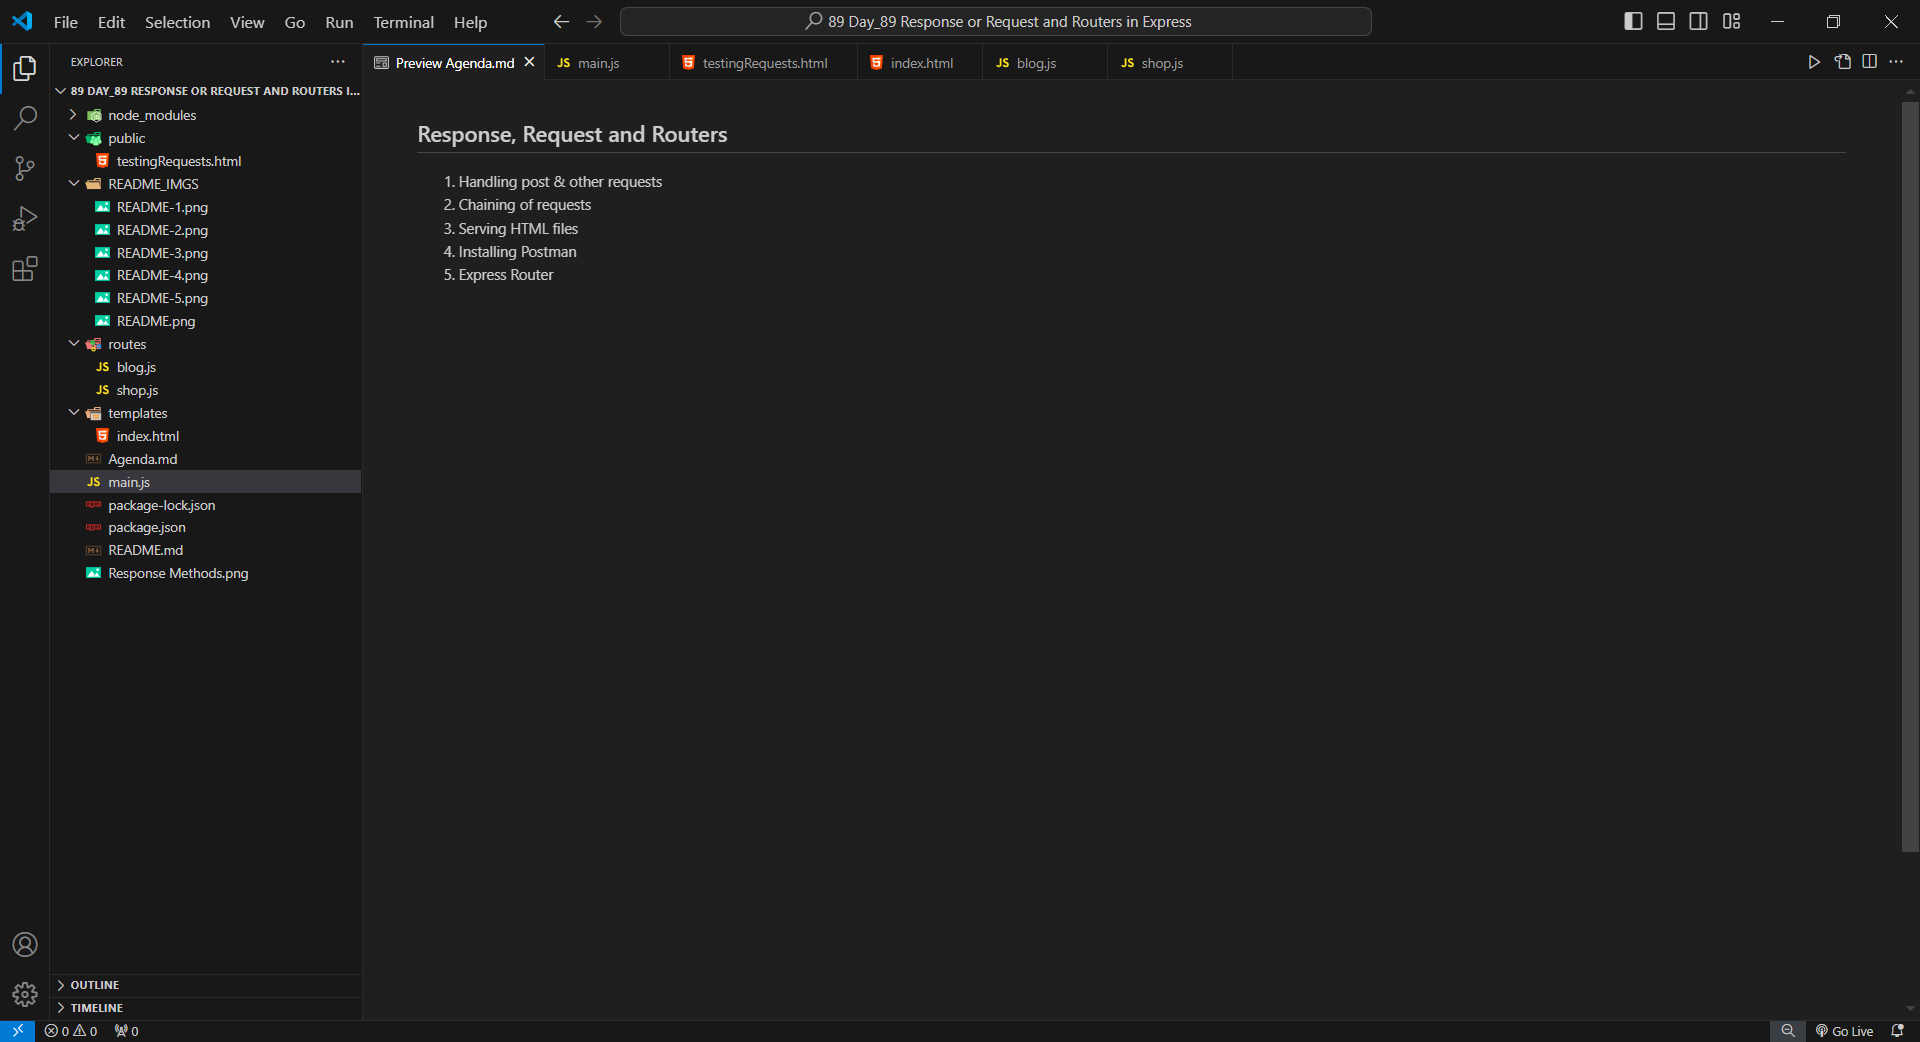 File Edit Selection View Go Run Terminal Help
89 Day_89 Response or Request and Routers in Express
EXPLORER
89 DAY_89 RESPONSE OR REQUEST AND ROUTERS I...
node_modules
public
testingRequests.html
README_IMGS
README-1.png
README-2.png
README-3.png
README-4.png
README-5.png
README.png
routes
JS blog.js
JS shop.js
templates
index.html
Agenda.md
JS main.js
package-lock.json
package.json
README.md
Response Methods.png
OUTLINE
TIMELINE
Preview Agenda.md
JS main.js
testingRequests.html
index.html
JS blog.js
JS shop.js
Response, Request and Routers
1. Handling post & other requests
2. Chaining of requests
3. Serving HTML files
4. Installing Postman
5. Express Router
0 0 0
Go Live